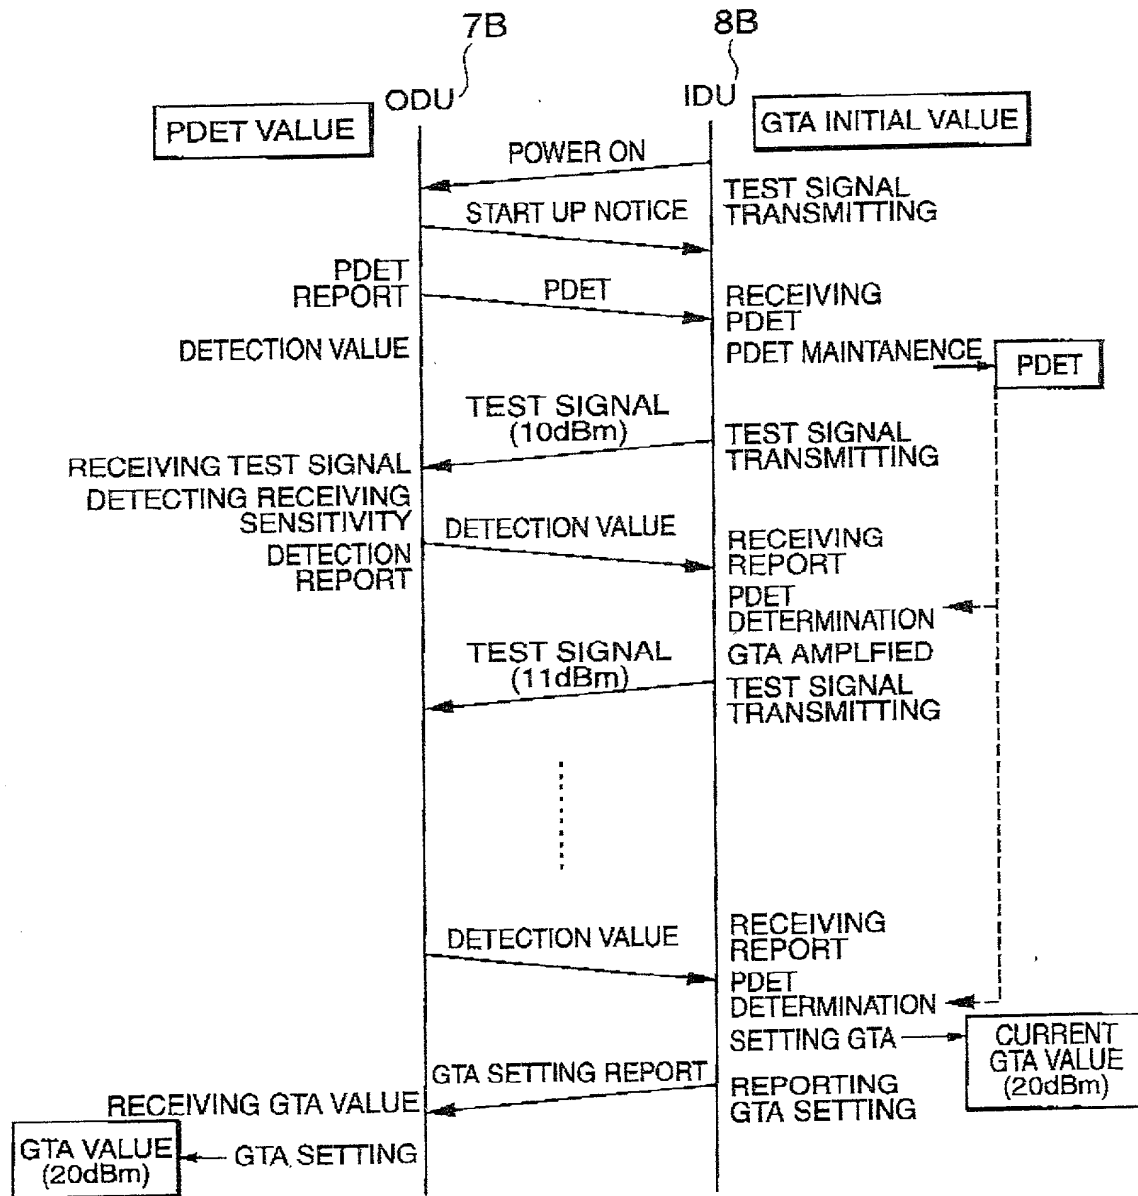 7B
8B
ODU
IDU
PDET VALUE
GTA INITIAL VALUE
POWER ON
TEST SIGNAL
TRANSMITTING
START UP NOTICE
PDET
REPORT
PDET
RECEIVING
PDET
DETECTION VALUE
PDET MAINTANENCE
PDET
TEST SIGNAL
(10dBm)
TEST SIGNAL
TRANSMITTING
RECEIVING TEST SIGNAL
DETECTING RECEIVING
SENSITIVITY
DETECTION VALUE
DETECTION
REPORT
RECEIVING
REPORT
PDET
DETERMINATION
GTA AMPLFIED
TEST SIGNAL
(11dBm)
TEST SIGNAL
TRANSMITTING
DETECTION VALUE
RECEIVING
REPORT
PDET
DETERMINATION
SETTING GTA
CURRENT
GTA VALUE
(20dBm)
GTA SETTING REPORT
REPORTING
GTA SETTING
RECEIVING GTA VALUE
GTA VALUE
(20dBm)
GTA SETTING